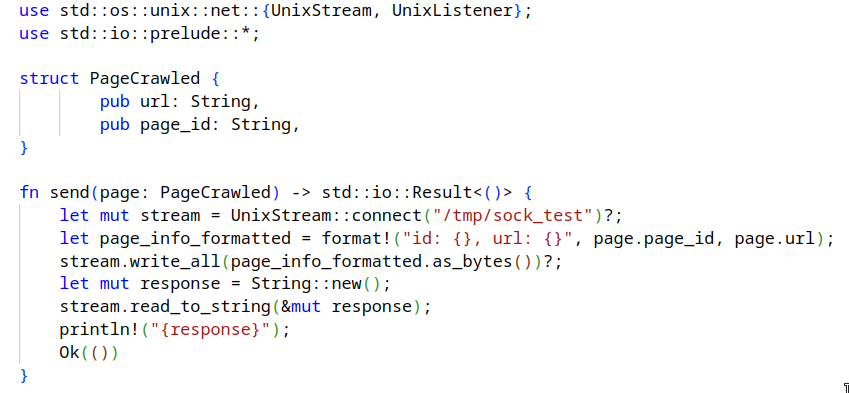 use std::os::unix::net::{UnixStream, UnixListener};
use std::io::prelude::*;

struct PageCrawled {
        pub url: String,
        pub page_id: String,
}

fn send(page: PageCrawled) -> std::io::Result<()> {
    let mut stream = UnixStream::connect("/tmp/sock_test")?;
    let page_info_formatted = format!("id: {}, url: {}", page.page_id, page.url);
    stream.write_all(page_info_formatted.as_bytes())?;
    let mut response = String::new();
    stream.read_to_string(&mut response);
    println!("{response}");
    Ok(())
}